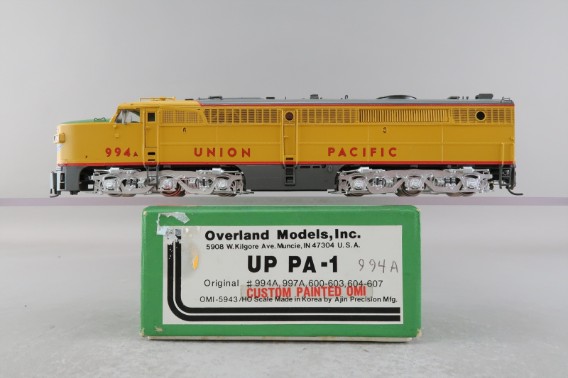 994A UNION PACIFIC
Overland Models, Inc.
5908 W. Kilgore Ave. Muncie, IN 47304 U.S.A.
UP PA-1 994A
Original #994A, 997A, 600-603, 604-607
CUSTOM PAINTED OMI
OMI-5943/HO Scale Made in Korea by Ajin Precision Mfg.